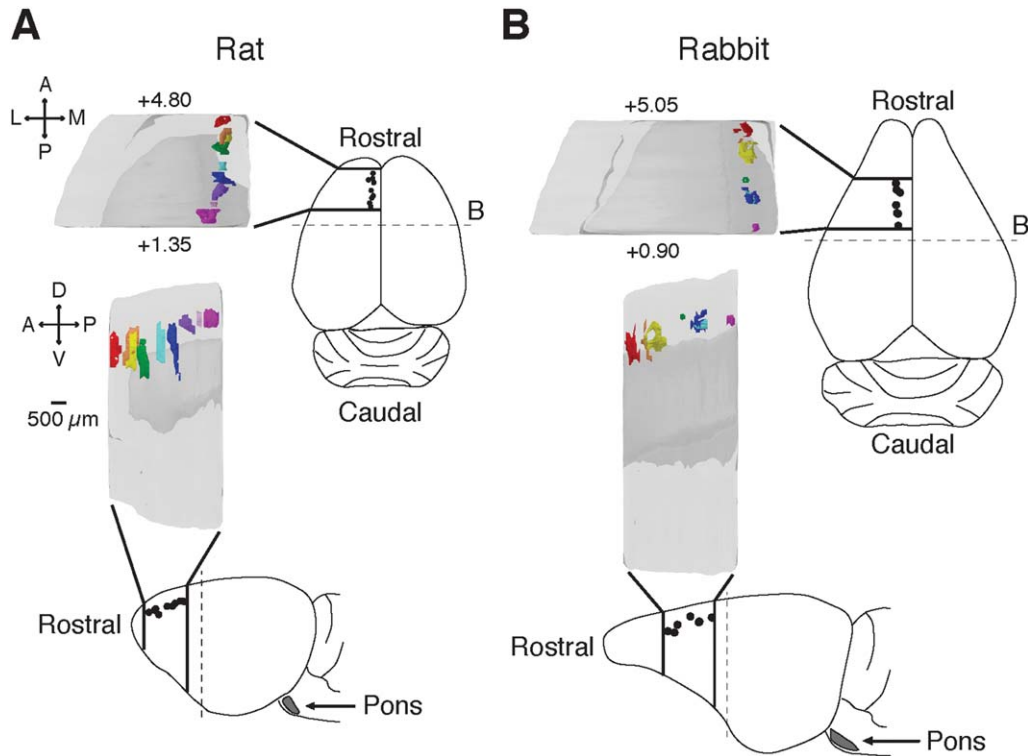 A
Rat
A
L M
P
+4.80
+1.35
Rostral
B
D
A P
V
500 µm
Caudal
Rostral
Pons
B
Rabbit
+5.05
+0.90
Rostral
B
Caudal
Rostral
Pons